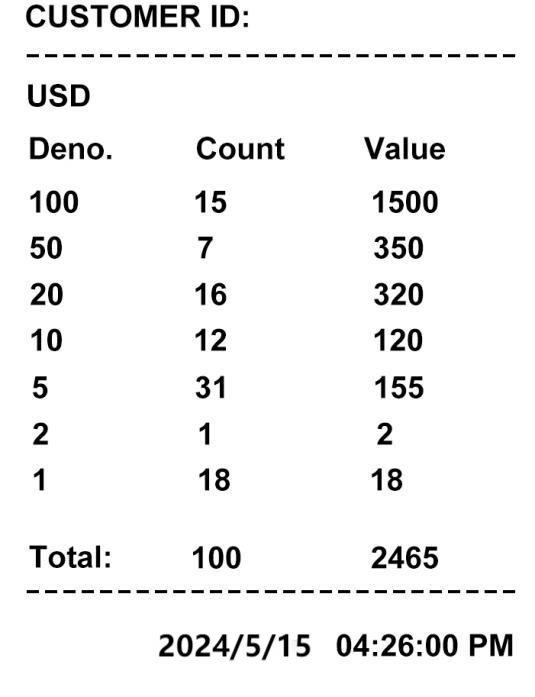 CUSTOMER ID:
USD
Deno. Count Value
100 15 1500
50 7 350
20 16 320
10 12 120
5 31 155
2 1 2
1 18 18
Total: 100 2465
2024/5/15 04:26:00 PM